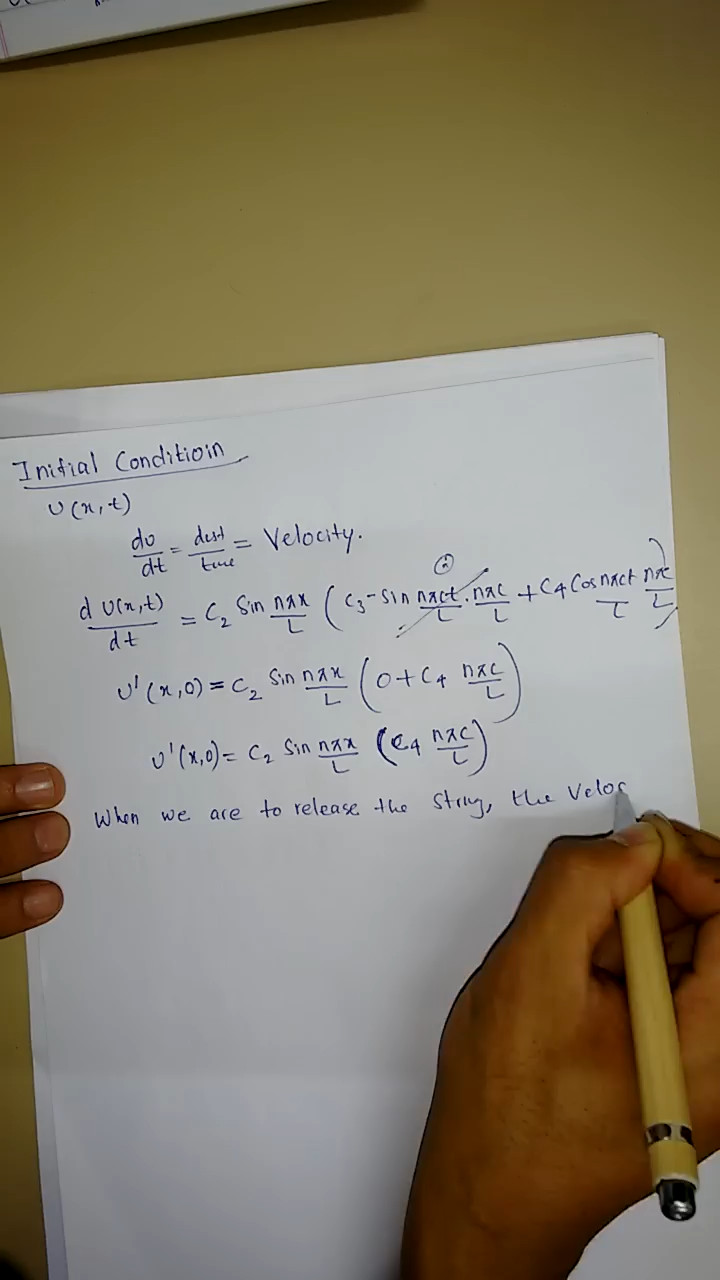 Initial Conditioin
U(x,t)
du/dt = dist/time = Velocity.
d U(x,t)/dt = C₂ Sin nπx/L (C₃ - Sin nπct/L . nπc/L + C₄ Cos nπct/L nπc/L)
U'(x,0) = C₂ Sin nπx/L (0 + C₄ nπc/L)
U'(x,0) = C₂ Sin nπx/L (C₄ nπc/L)
When we are to release the String, the Veloc